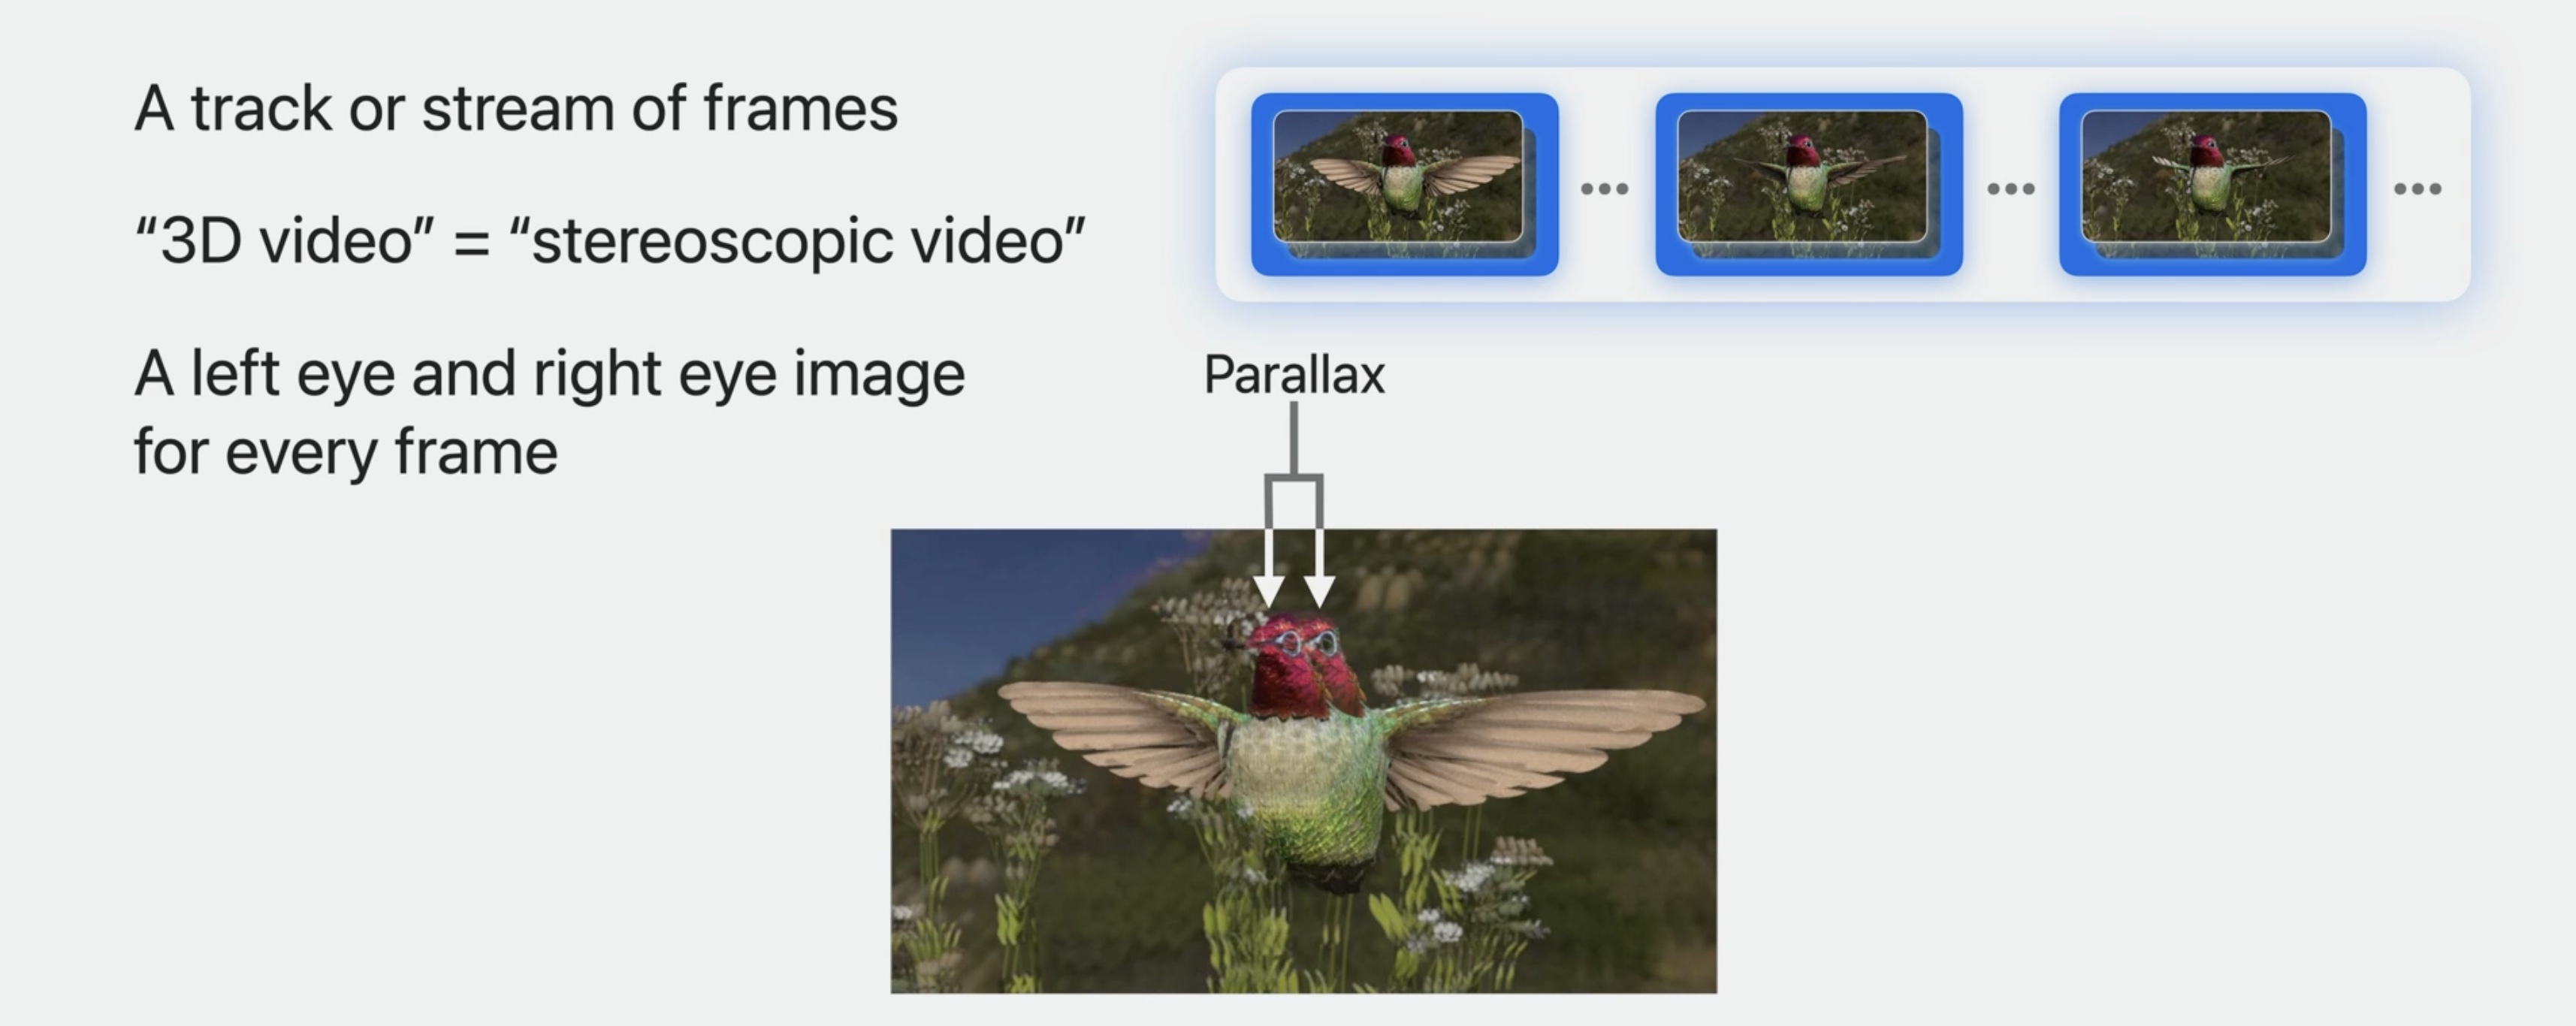 A track or stream of frames
“3D video” = “stereoscopic video”
A left eye and right eye image
for every frame
Parallax